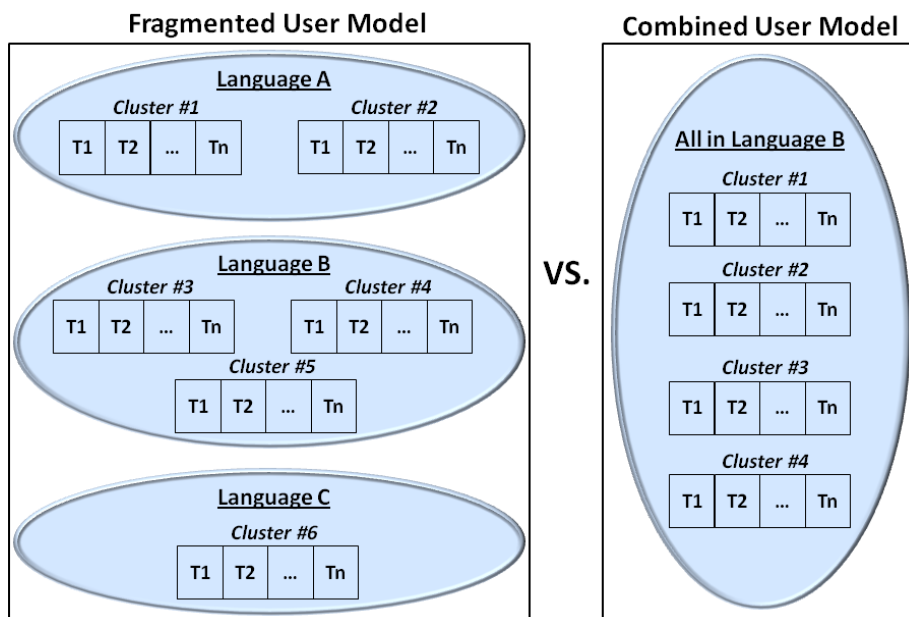 Fragmented User Model
Language A
Cluster #1
T1 T2 ... Tn
Cluster #2
T1 T2 ... Tn
Language B
Cluster #3
T1 T2 ... Tn
Cluster #4
T1 T2 ... Tn
Cluster #5
T1 T2 ... Tn
Language C
Cluster #6
T1 T2 ... Tn
VS.
Combined User Model
All in Language B
Cluster #1
T1 T2 ... Tn
Cluster #2
T1 T2 ... Tn
Cluster #3
T1 T2 ... Tn
Cluster #4
T1 T2 ... Tn